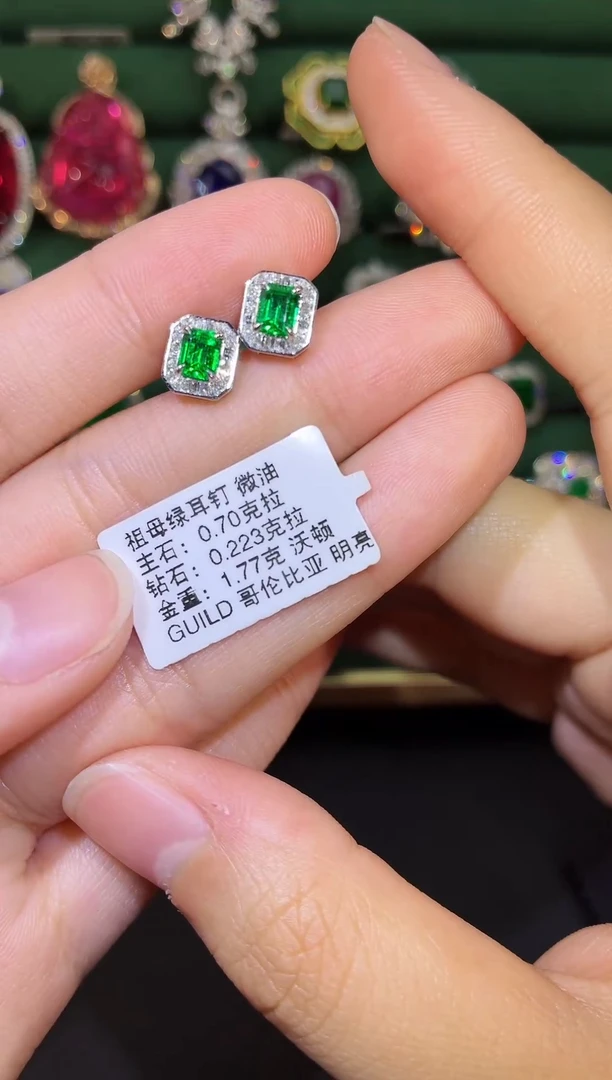 祖母绿耳钉 微油
主石：0.70克拉
钻石：0.223克拉
金重：1.77克 沃顿
GUILD 哥伦比亚 明亮